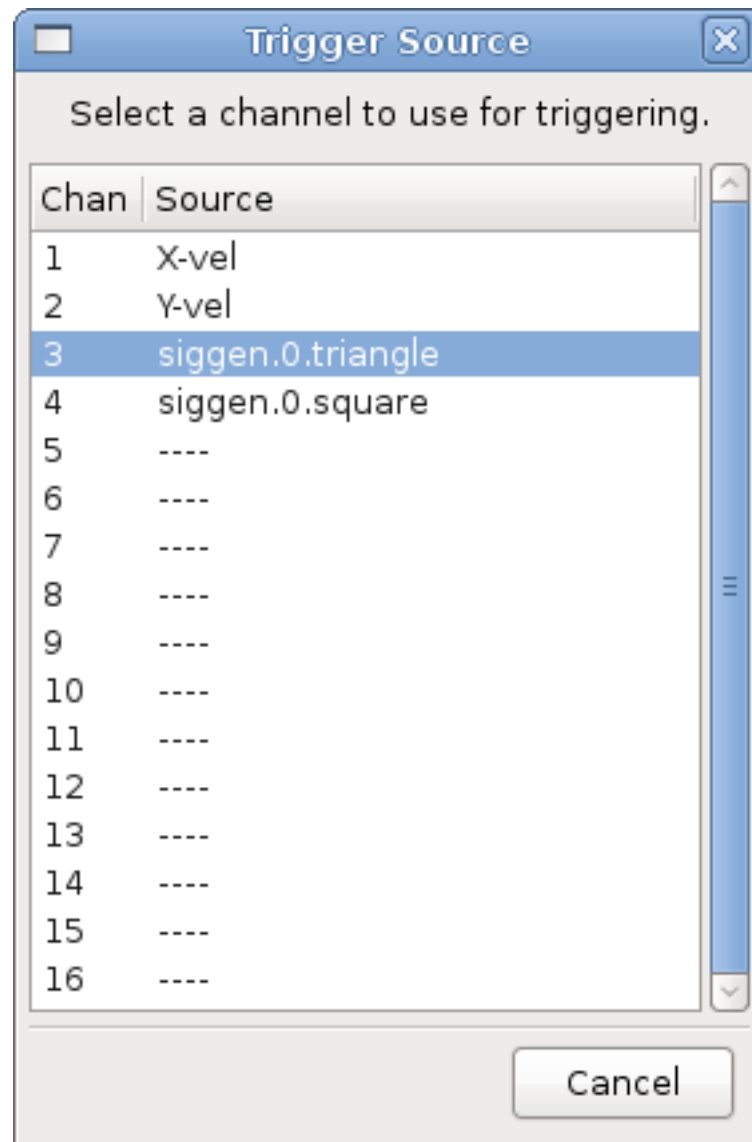 Trigger Source
Select a channel to use for triggering.
Chan Source
1 X-vel
2 Y-vel
3 siggen.0.triangle
4 siggen.0.square
5 ----
6 ----
7 ----
8 ----
9 ----
10 ----
11 ----
12 ----
13 ----
14 ----
15 ----
16 ----
Cancel